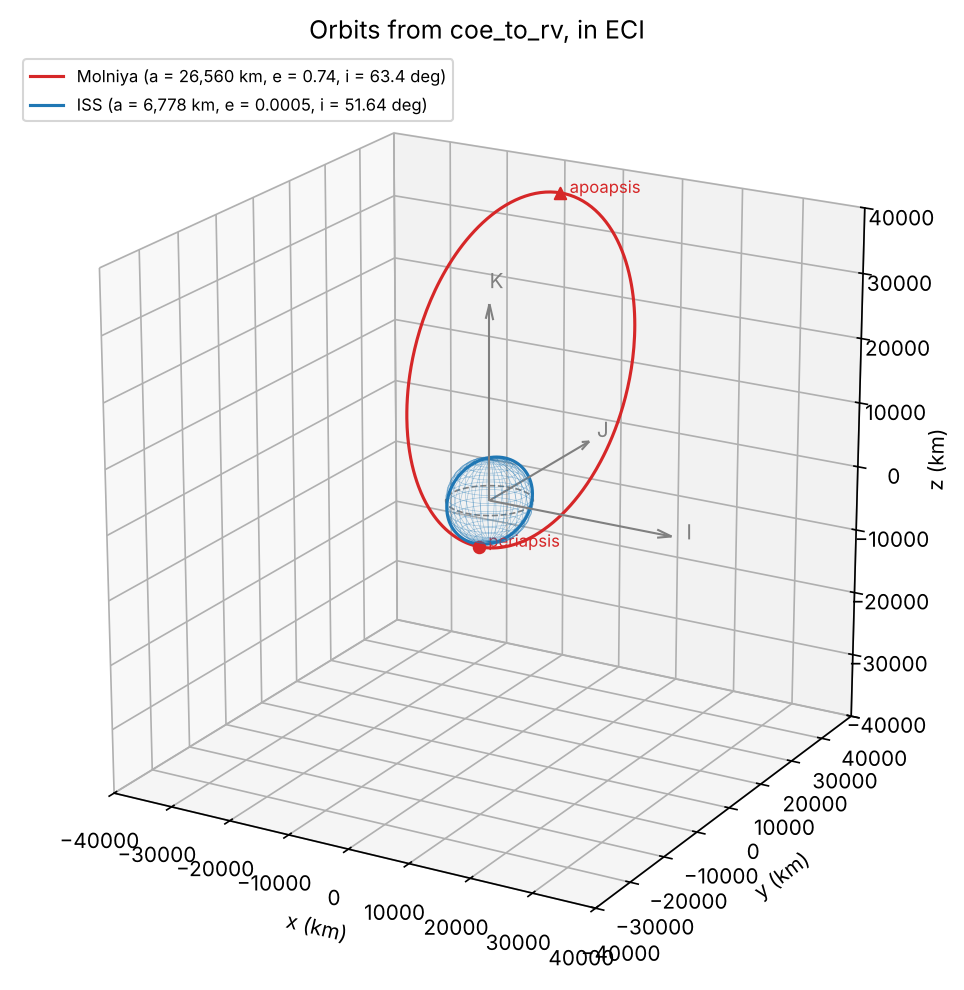 Orbits from coe_to_rv, in ECI
Molniya (a = 26,560 km, e = 0.74, i = 63.4 deg)
ISS (a = 6,778 km, e = 0.0005, i = 51.64 deg)
apoapsis
K
J
I
periapsis
40000
30000
20000
10000
0
−10000
−20000
−30000
−40000
z (km)
−40000
−30000
−20000
−10000
0
10000
20000
30000
40000
x (km)
40000
30000
20000
10000
0
−10000
−20000
−30000
−40000
y (km)